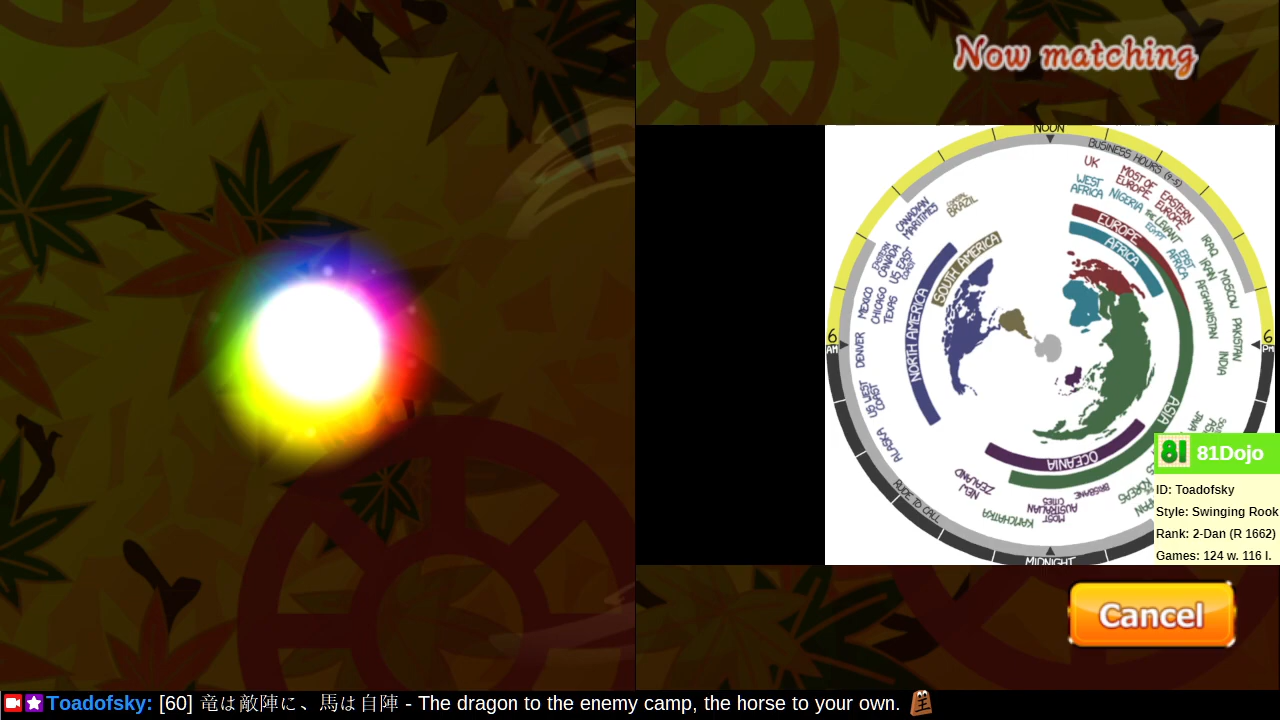 Now matching
NOON
BUSINESS HOURS (9-5)
UK
MOST OF EUROPE
EASTERN EUROPE
WEST AFRICA
NIGERIA
THE LEVANT
EGYPT
EAST AFRICA
EUROPE
AFRICA
IRAQ
IRAN
MOSCOW
AFGHANISTAN
PAKISTAN
INDIA
BRAZIL
CANADIAN MARITIMES
EASTERN CANADA
US EAST COAST
SOUTH AMERICA
NORTH AMERICA
MEXICO
CHICAGO
TEXAS
DENVER
US WEST COAST
ALASKA
6 AM
6 PM
ASIA
OCEANIA
NEW ZEALAND
KAMCHATKA
MOST AUSTRALIAN CITIES
BRISBANE
RUDE TO CALL
MIDNIGHT
81 81Dojo
ID: Toadofsky
Style: Swinging Rook
Rank: 2-Dan (R 1662)
Games: 124 w. 116 l.
Cancel
Toadofsky: [60] 竜は敵陣に、馬は自陣 - The dragon to the enemy camp, the horse to your own.